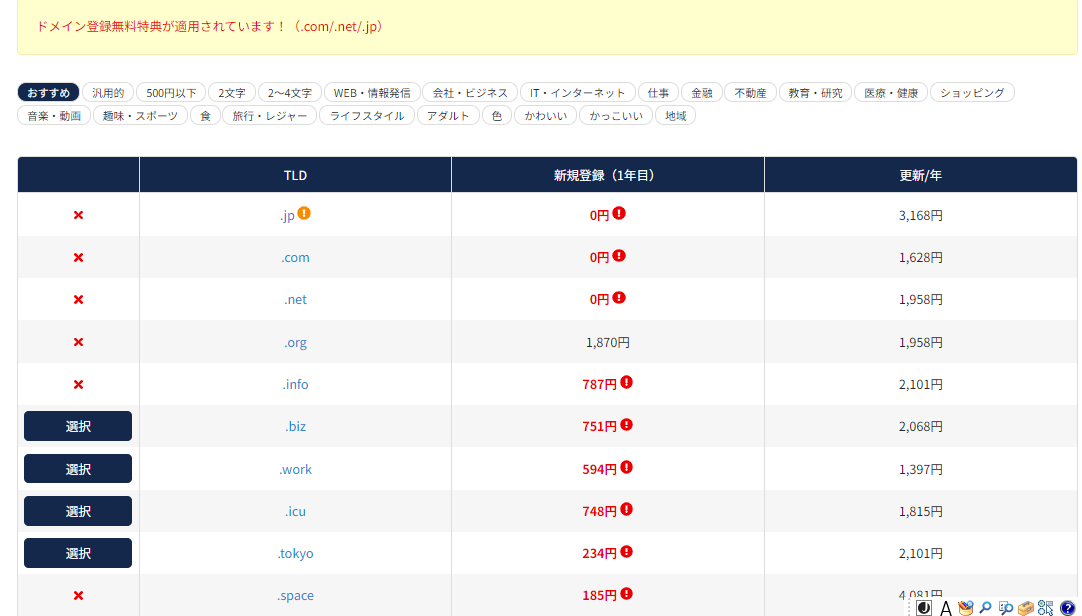 ドメイン登録無料特典が適用されています！（.com/.net/.jp）
おすすめ 汎用的 500円以下 2文字 2〜4文字 WEB・情報発信 会社・ビジネス IT・インターネット 仕事 金融 不動産 教育・研究 医療・健康 ショッピング
音楽・動画 趣味・スポーツ 食 旅行・レジャー ライフスタイル アダルト 色 かわいい かっこいい 地域
TLD 新規登録（1年目） 更新/年
.jp 0円 3,168円
.com 0円 1,628円
.net 0円 1,958円
.org 1,870円 1,958円
.info 787円 2,101円
選択 .biz 751円 2,068円
選択 .work 594円 1,397円
選択 .icu 748円 1,815円
選択 .tokyo 234円 2,101円
.space 185円 4,081円
A